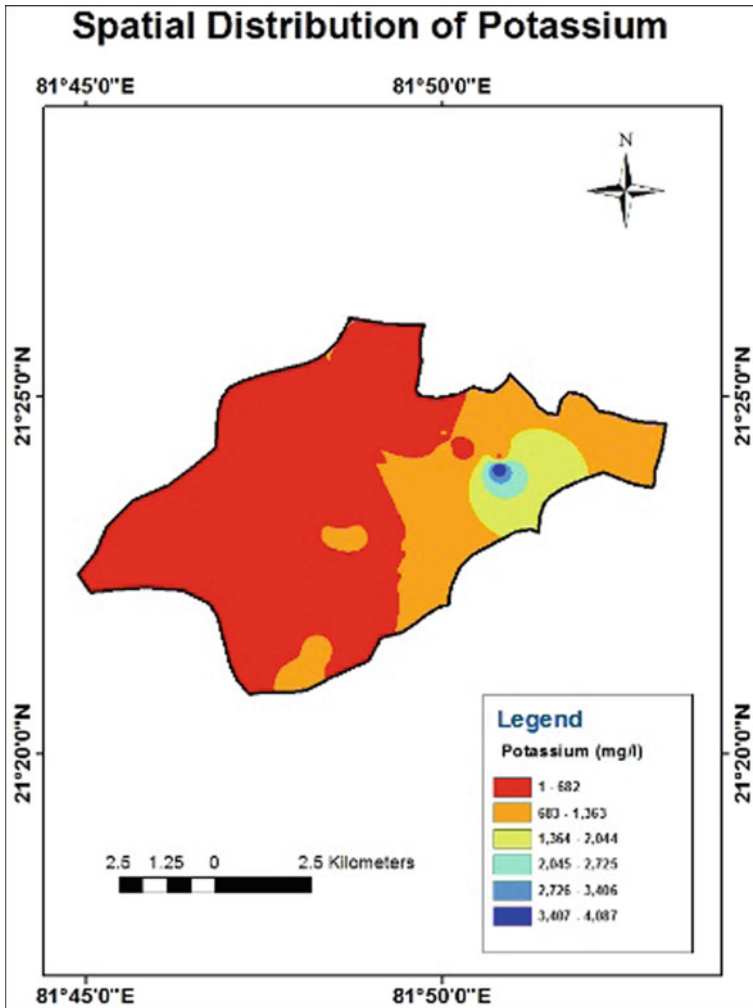 Spatial Distribution of Potassium
81°45'0"E 81°50'0"E
N
21°25'0"N 21°25'0"N
21°20'0"N 21°20'0"N
Legend
Potassium (mg/l)
1 - 682
683 - 1,363
1,364 - 2,044
2,045 - 2,725
2,726 - 3,406
3,407 - 4,087
2.5 1.25 0 2.5 Kilometers
81°45'0"E 81°50'0"E